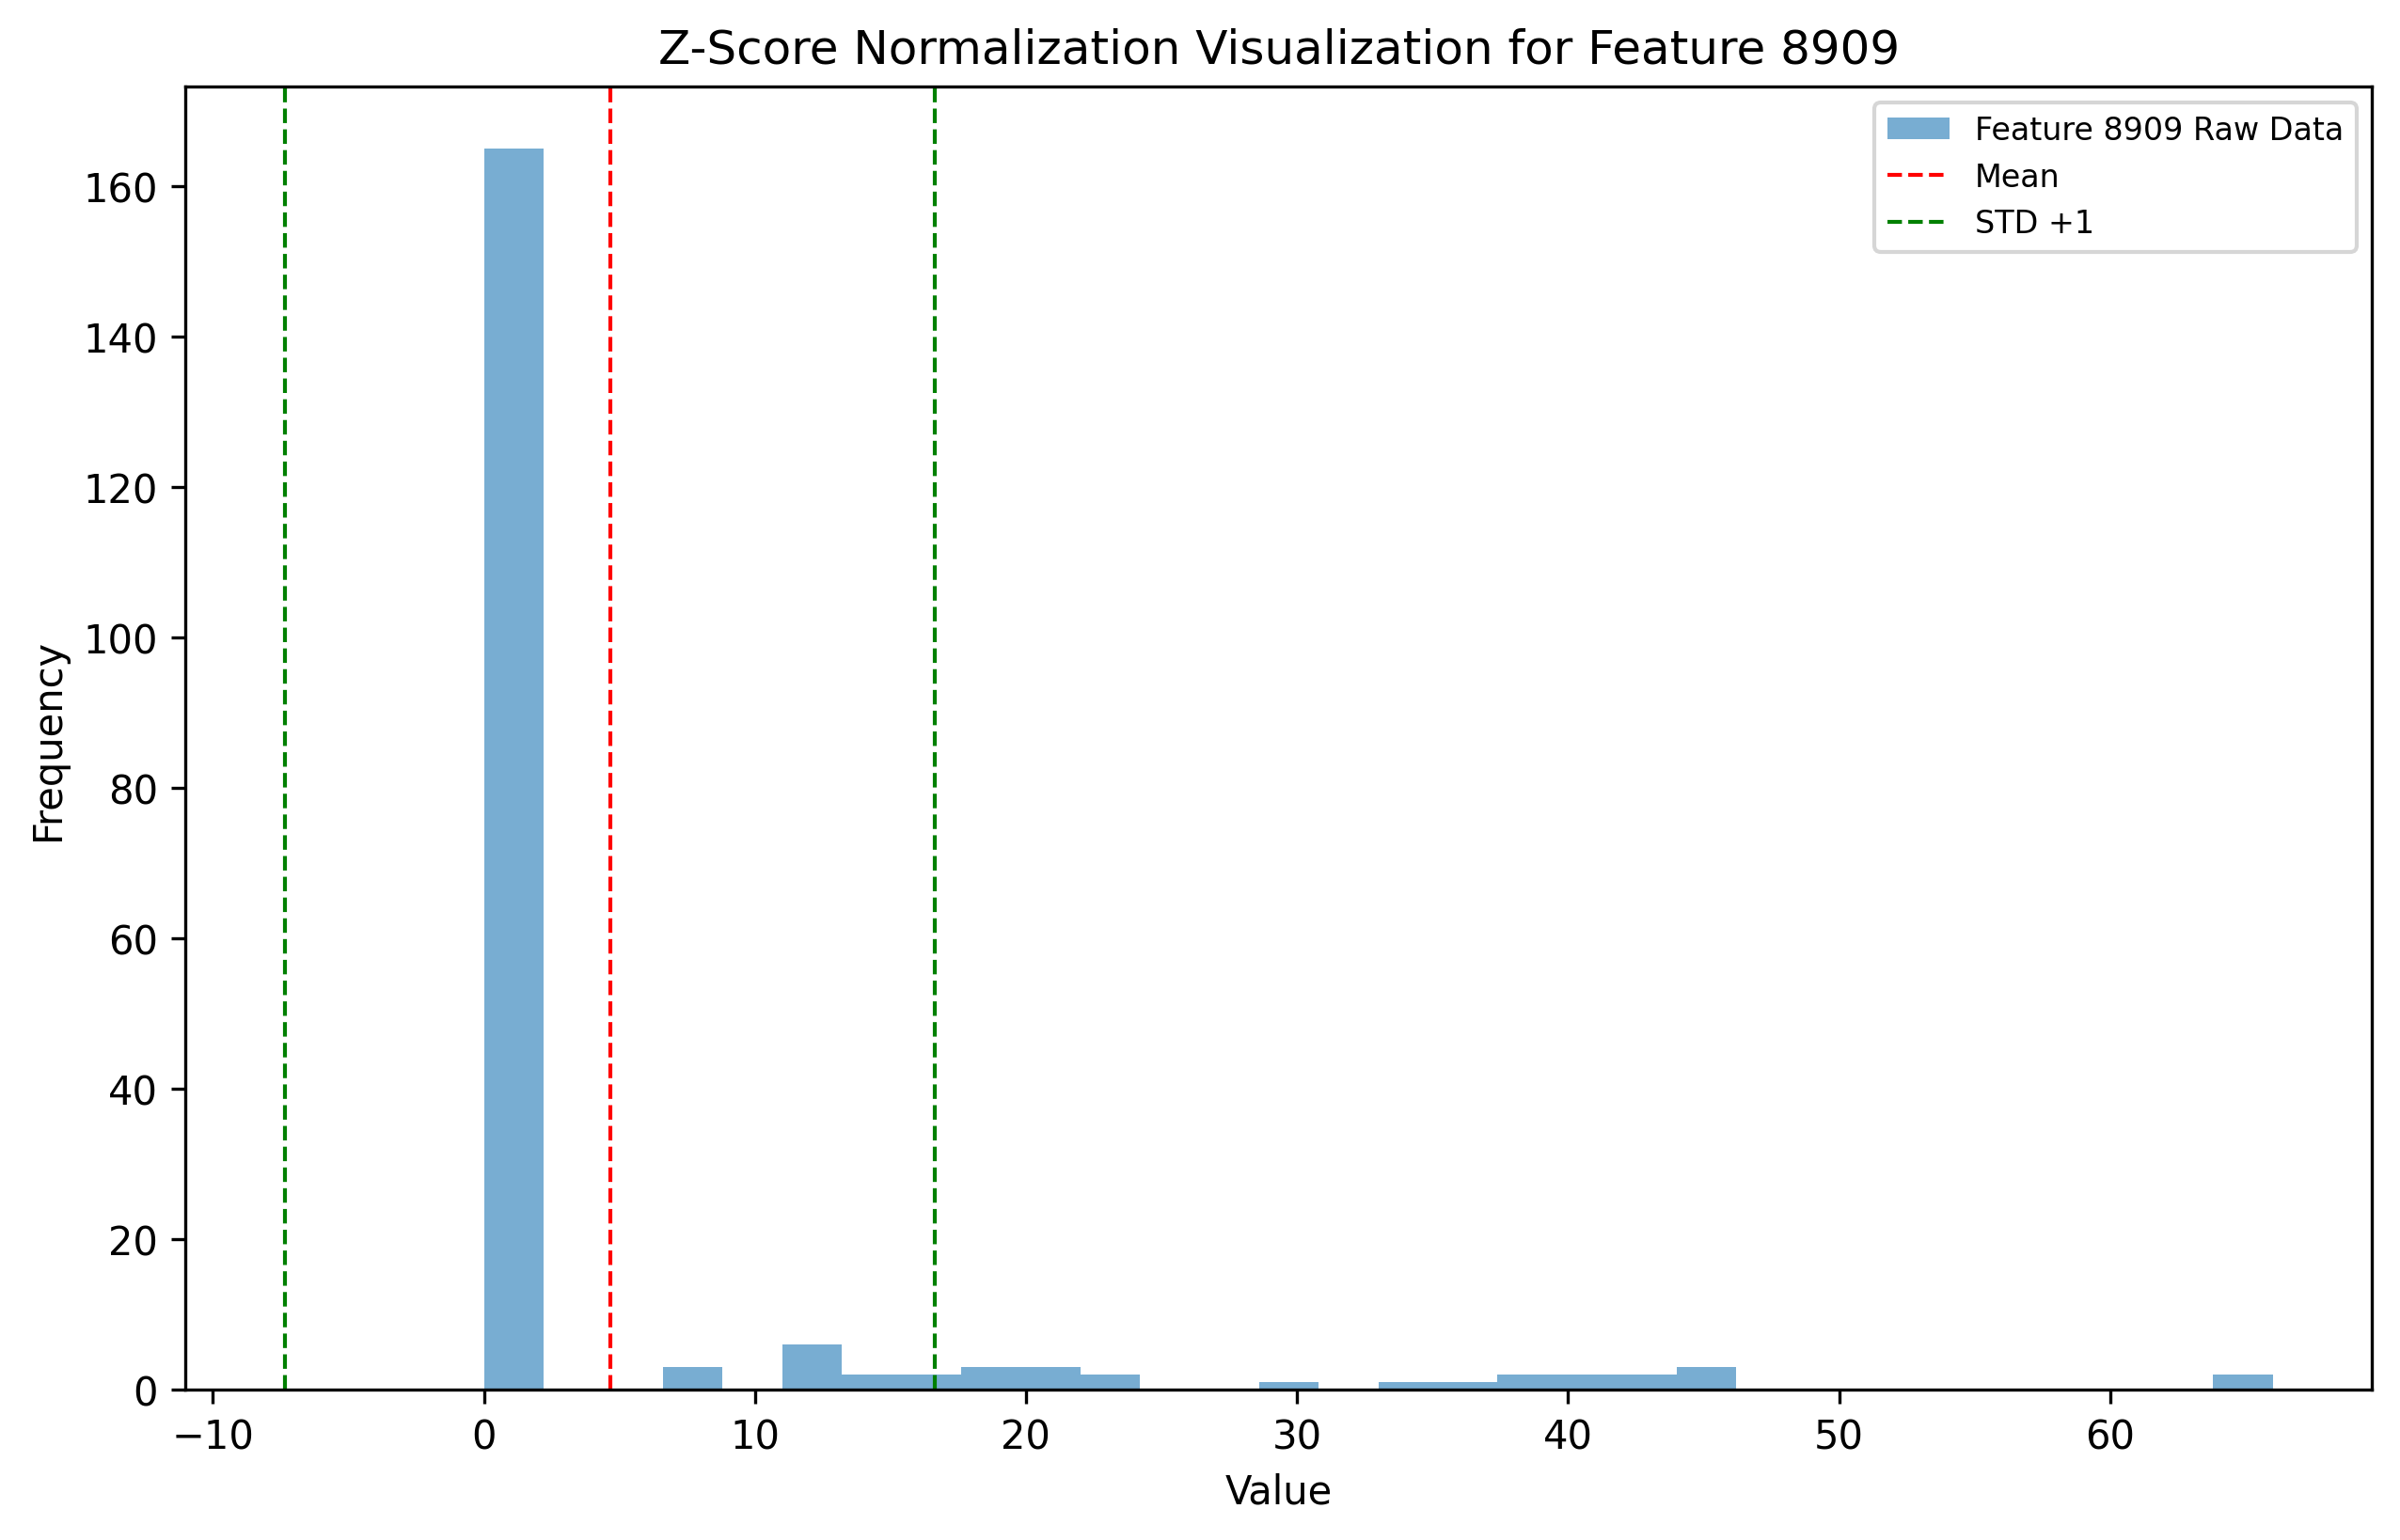 Z-Score Normalization Visualization for Feature 8909
Feature 8909 Raw Data
Mean
STD +1
Frequency
160
140
120
100
80
60
40
20
0
−10 0 10 20 30 40 50 60
Value